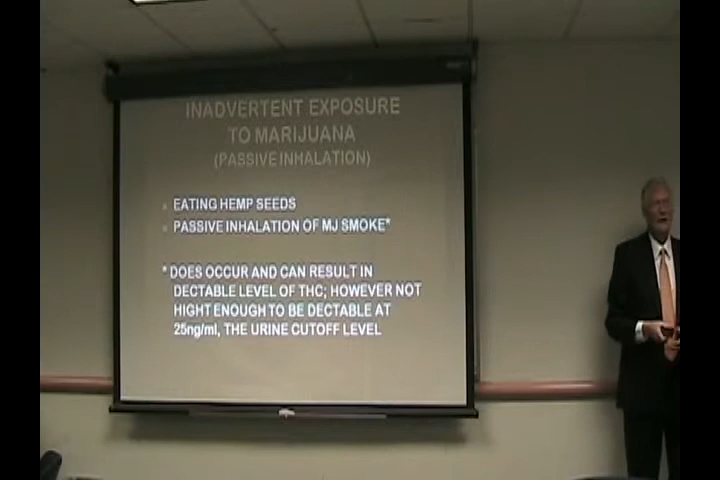 INADVERTENT EXPOSURE
TO MARIJUANA
(PASSIVE INHALATION)
EATING HEMP SEEDS
PASSIVE INHALATION OF MJ SMOKE*
* DOES OCCUR AND CAN RESULT IN
DECTABLE LEVEL OF THC; HOWEVER NOT
HIGHT ENOUGH TO BE DECTABLE AT
25ng/ml, THE URINE CUTOFF LEVEL